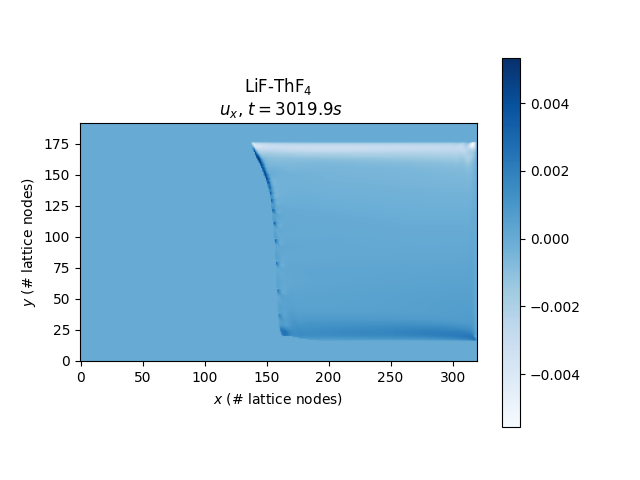 LiF-ThF₄
uₓ, t = 3019.9s
175
150
125
100
75
50
25
0
y (# lattice nodes)
0 50 100 150 200 250 300
x (# lattice nodes)
0.004
0.002
0.000
−0.002
−0.004